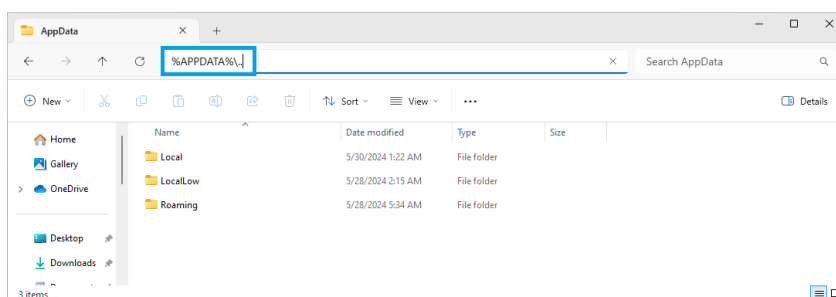 AppData
%APPDATA%\..
Search AppData
New Sort View ... Details
Name Date modified Type Size
Home
Gallery
OneDrive
Desktop
Downloads
Local 5/30/2024 1:22 AM File folder
LocalLow 5/28/2024 2:15 AM File folder
Roaming 5/28/2024 5:34 AM File folder
3 items